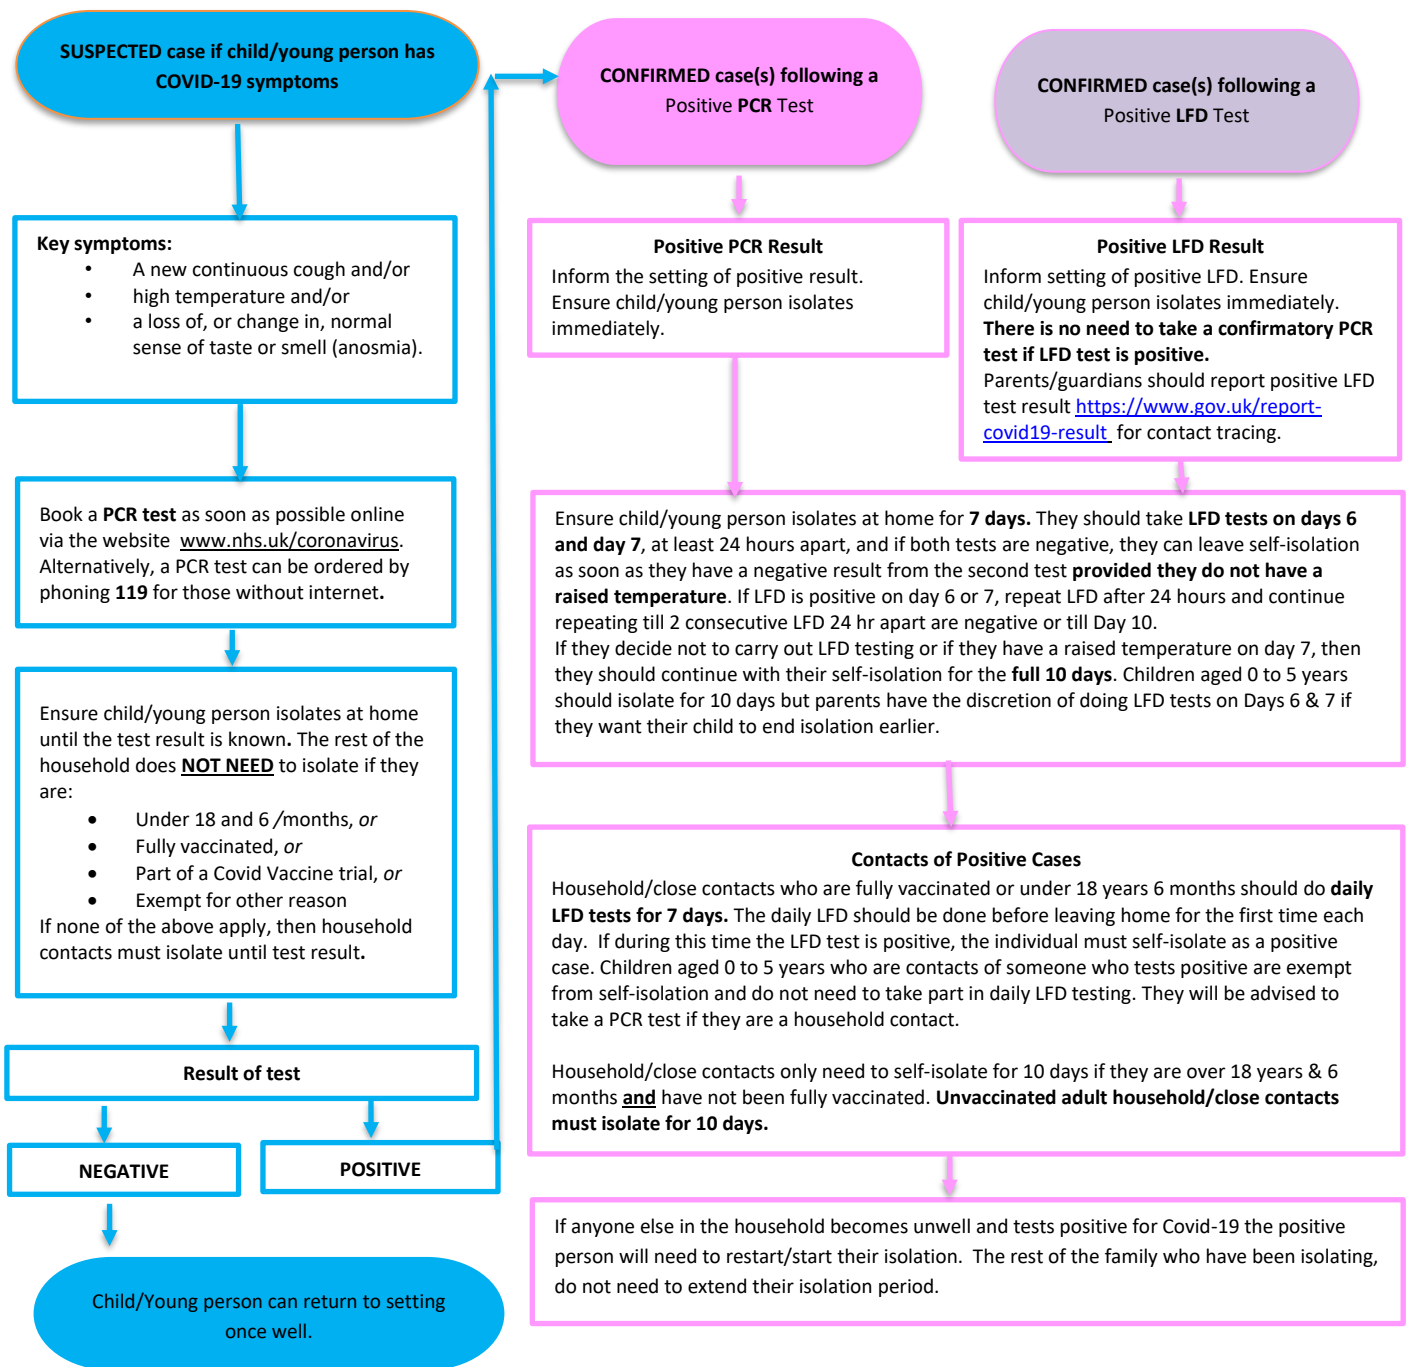 SUSPECTED case if child/young person has
COVID-19 symptoms
Key symptoms:
• A new continuous cough and/or
• high temperature and/or
• a loss of, or change in, normal
sense of taste or smell (anosmia).
Book a PCR test as soon as possible online
via the website www.nhs.uk/coronavirus.
Alternatively, a PCR test can be ordered by
phoning 119 for those without internet.
Ensure child/young person isolates at home
until the test result is known. The rest of the
household does NOT NEED to isolate if they
are:
• Under 18 and 6 /months, or
• Fully vaccinated, or
• Part of a Covid Vaccine trial, or
• Exempt for other reason
If none of the above apply, then household
contacts must isolate until test result.
Result of test
NEGATIVE
POSITIVE
Child/Young person can return to setting
once well.
CONFIRMED case(s) following a
Positive PCR Test
Positive PCR Result
Inform the setting of positive result.
Ensure child/young person isolates
immediately.
CONFIRMED case(s) following a
Positive LFD Test
Positive LFD Result
Inform setting of positive LFD. Ensure
child/young person isolates immediately.
There is no need to take a confirmatory PCR
test if LFD test is positive.
Parents/guardians should report positive LFD
test result https://www.gov.uk/report-
covid19-result for contact tracing.
Ensure child/young person isolates at home for 7 days. They should take LFD tests on days 6
and day 7, at least 24 hours apart, and if both tests are negative, they can leave self-isolation
as soon as they have a negative result from the second test provided they do not have a
raised temperature. If LFD is positive on day 6 or 7, repeat LFD after 24 hours and continue
repeating till 2 consecutive LFD 24 hr apart are negative or till Day 10.
If they decide not to carry out LFD testing or if they have a raised temperature on day 7, then
they should continue with their self-isolation for the full 10 days. Children aged 0 to 5 years
should isolate for 10 days but parents have the discretion of doing LFD tests on Days 6 & 7 if
they want their child to end isolation earlier.
Contacts of Positive Cases
Household/close contacts who are fully vaccinated or under 18 years 6 months should do daily
LFD tests for 7 days. The daily LFD should be done before leaving home for the first time each
day. If during this time the LFD test is positive, the individual must self-isolate as a positive
case. Children aged 0 to 5 years who are contacts of someone who tests positive are exempt
from self-isolation and do not need to take part in daily LFD testing. They will be advised to
take a PCR test if they are a household contact.
Household/close contacts only need to self-isolate for 10 days if they are over 18 years & 6
months and have not been fully vaccinated. Unvaccinated adult household/close contacts
must isolate for 10 days.
If anyone else in the household becomes unwell and tests positive for Covid-19 the positive
person will need to restart/start their isolation. The rest of the family who have been isolating,
do not need to extend their isolation period.